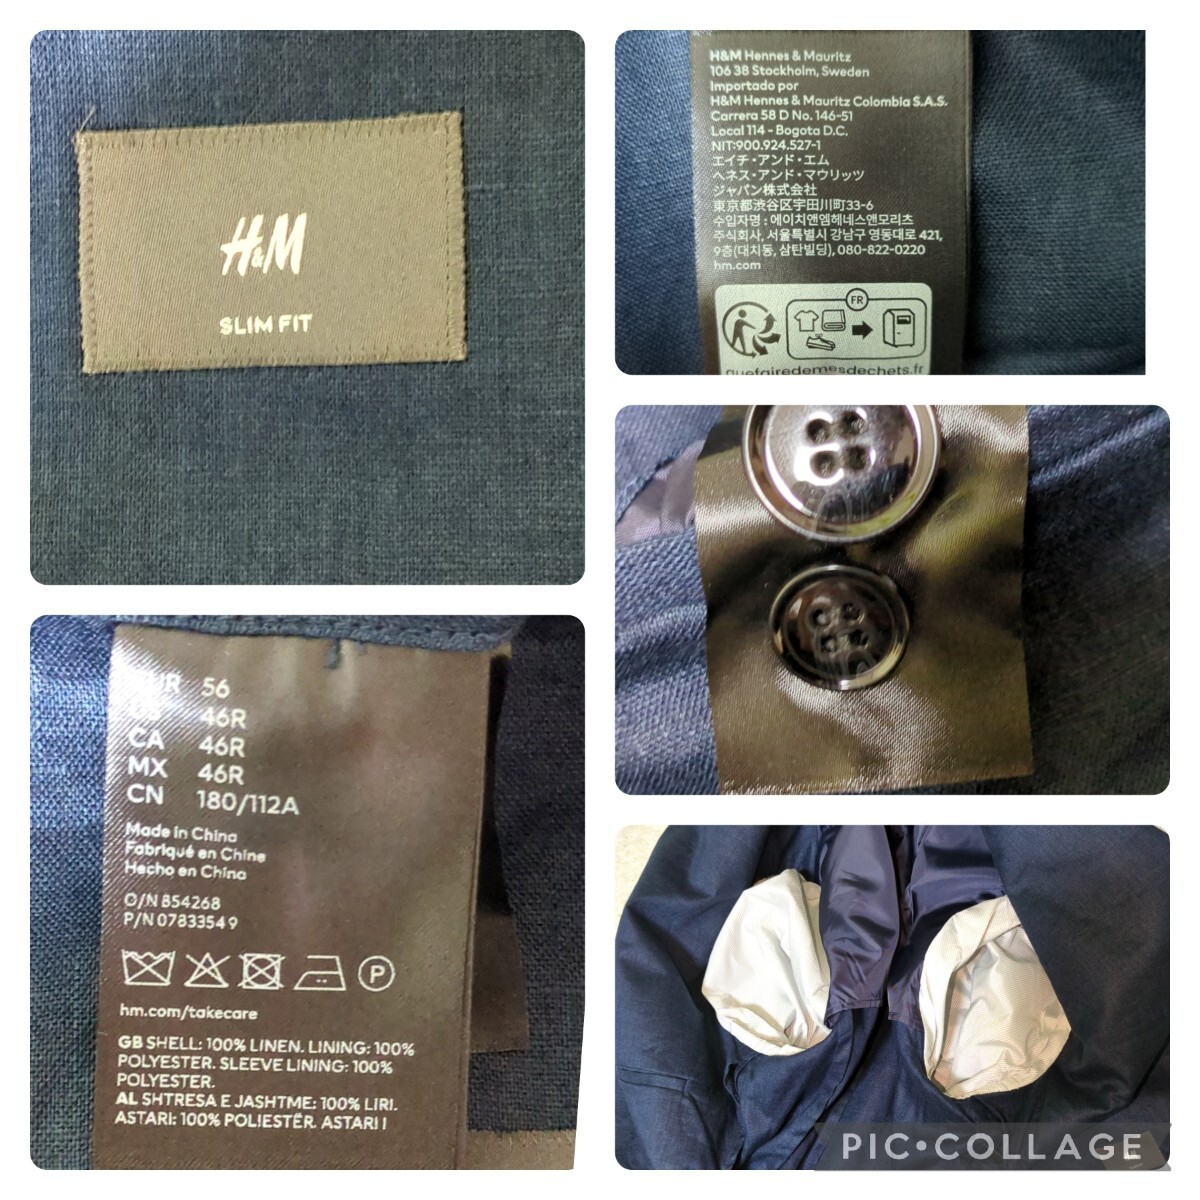 H&M
SLIM FIT
H&M Hennes & Mauritz
106 38 Stockholm, Sweden
Importado por
H&M Hennes & Mauritz Colombia S.A.S.
Carrera 58 D No. 146-51
Local 114 - Bogota D.C.
NIT:900.924.527-1
エイチ・アンド・エム
ヘネス・アンド・マウリッツ
ジャパン株式会社
東京都渋谷区宇田川町33-6
수입자명 : 에이치앤엠헤네스앤모리츠
주식회사, 서울특별시 강남구 영동대로 421,
9층(대치동, 삼탄빌딩), 080-822-0220
hm.com
FR
quefairedemesdechets.fr
EUR 56
US 46R
CA 46R
MX 46R
CN 180/112A
Made in China
Fabriqué en Chine
Hecho en China
O/N 854268
P/N 07833549
P
hm.com/takecare
GB SHELL: 100% LINEN. LINING: 100%
POLYESTER. SLEEVE LINING: 100%
POLYESTER.
AL SHTRESA E JASHTME: 100% LIRI.
ASTARI: 100% POLIESTËR. ASTARI I
PIC•COLLAGE